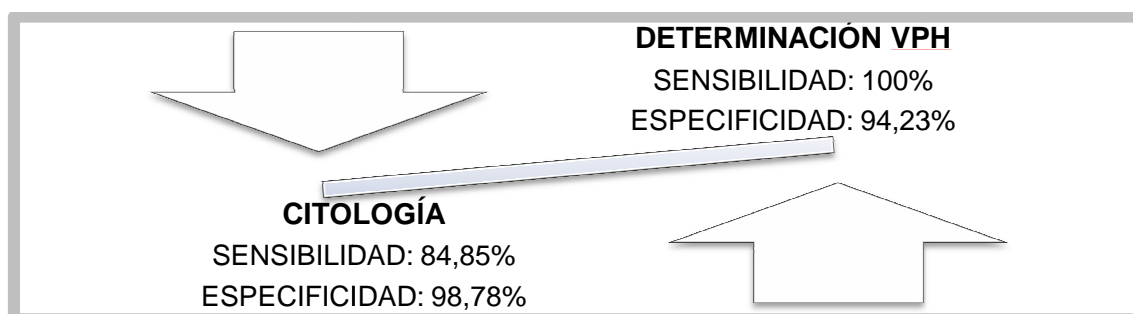 DETERMINACIÓN VPH
SENSIBILIDAD: 100%
ESPECIFICIDAD: 94,23%
CITOLOGÍA
SENSIBILIDAD: 84,85%
ESPECIFICIDAD: 98,78%